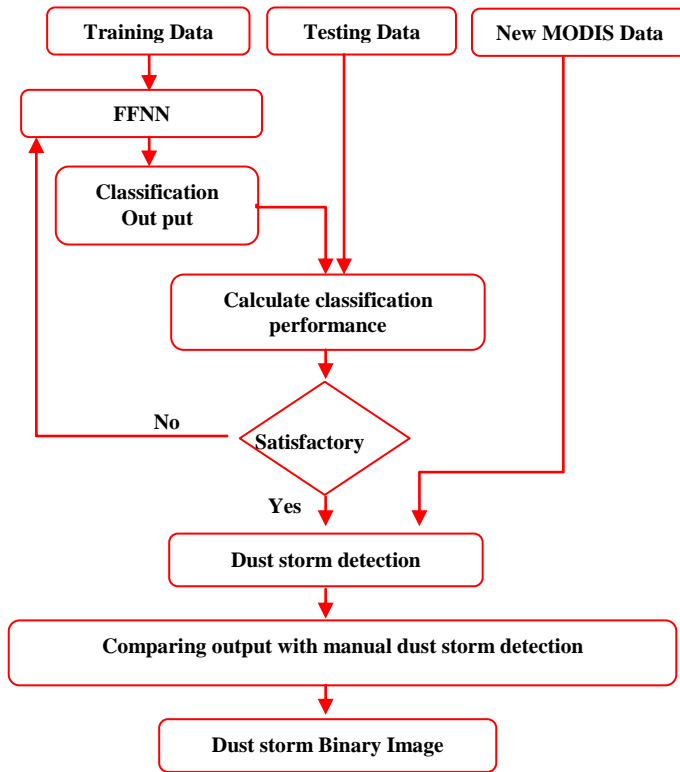 Training Data
Testing Data
New MODIS Data
FFNN
Classification
Out put
Calculate classification
performance
No
Satisfactory
Yes
Dust storm detection
Comparing output with manual dust storm detection
Dust storm Binary Image